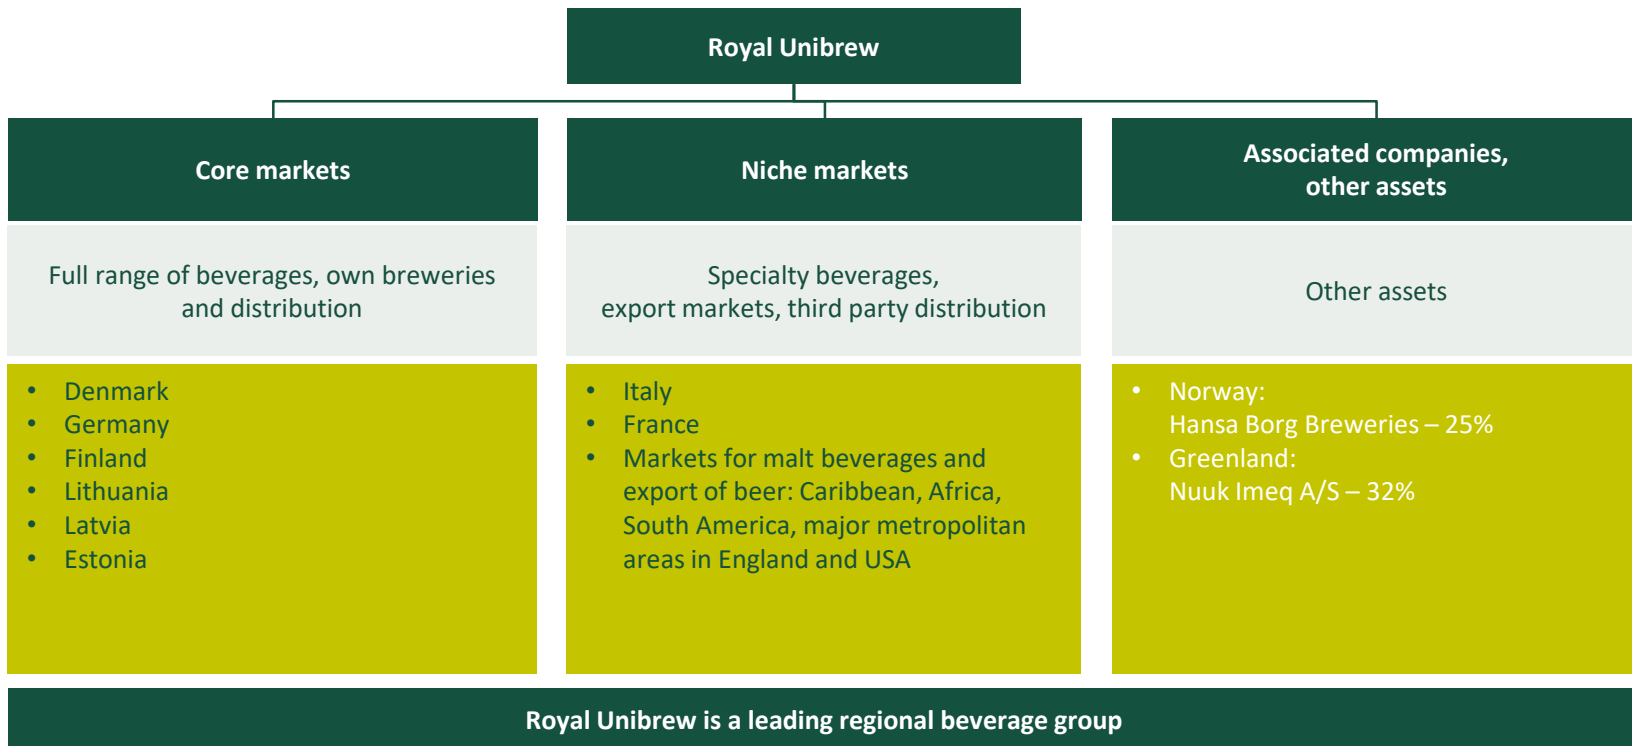 Royal Unibrew
Core markets
Full range of beverages, own breweries
and distribution
• Denmark
• Germany
• Finland
• Lithuania
• Latvia
• Estonia
Niche markets
Specialty beverages,
export markets, third party distribution
• Italy
• France
• Markets for malt beverages and
export of beer: Caribbean, Africa,
South America, major metropolitan
areas in England and USA
Associated companies,
other assets
Other assets
• Norway:
Hansa Borg Breweries – 25%
• Greenland:
Nuuk Imeq A/S – 32%
Royal Unibrew is a leading regional beverage group